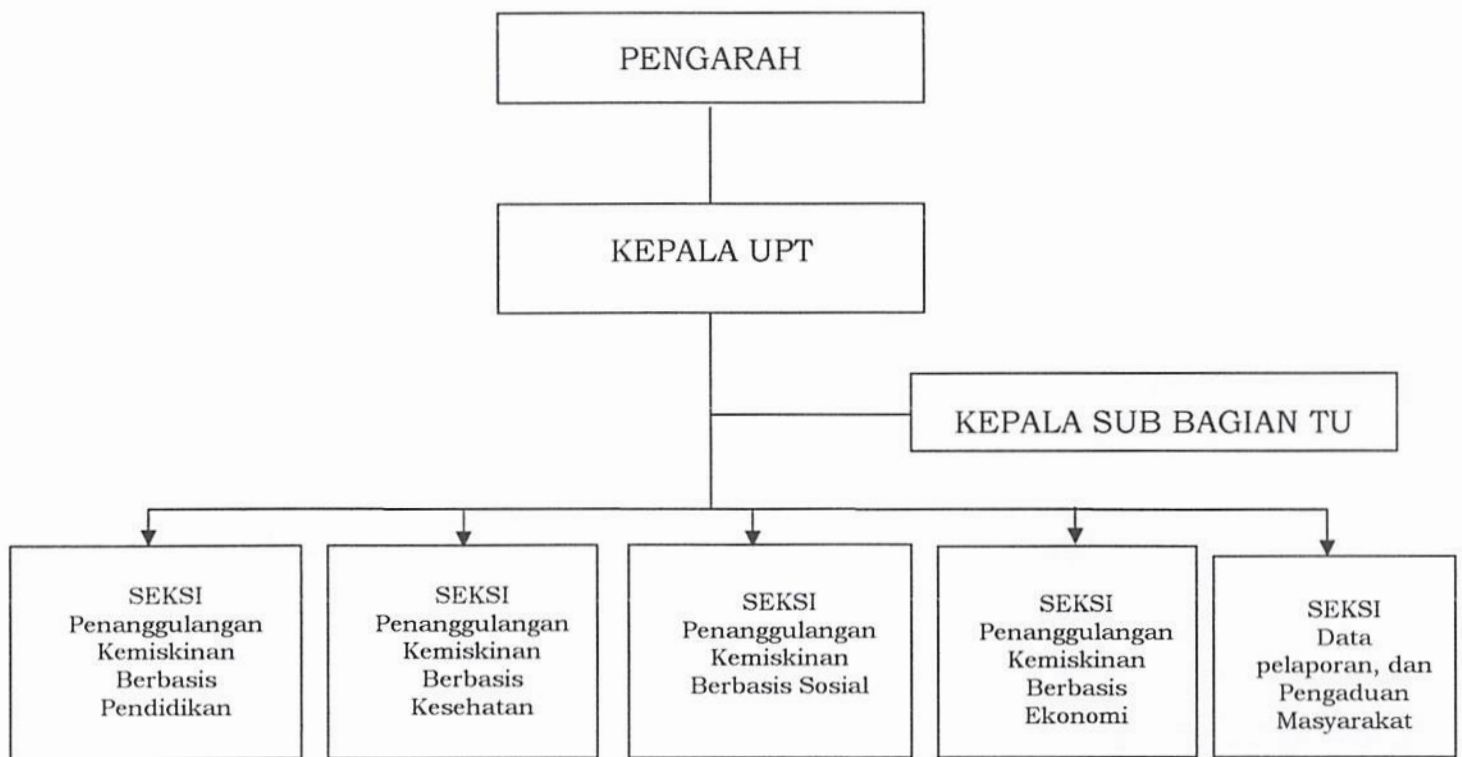 PENGARAH
KEPALA UPT
KEPALA SUB BAGIAN TU
SEKSI
Penanggulangan
Kemiskinan
Berbasis
Pendidikan
SEKSI
Penanggulangan
Kemiskinan
Berbasis
Kesehatan
SEKSI
Penanggulangan
Kemiskinan
Berbasis Sosial
SEKSI
Penanggulangan
Kemiskinan
Berbasis
Ekonomi
SEKSI
Data
pelaporan, dan
Pengaduan
Masyarakat